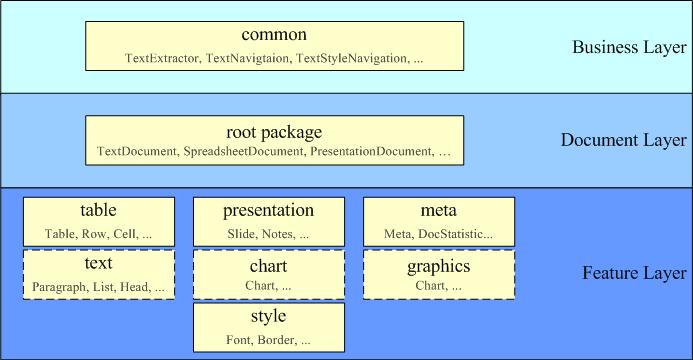 common
TextExtractor, TextNavigtaion, TextStyleNavigation, ...
Business Layer
root package
TextDocument, SpreadsheetDocument, PresentationDocument, ...
Document Layer
table
Table, Row, Cell, ...
presentation
Slide, Notes, ...
meta
Meta, DocStatistic...
text
Paragraph, List, Head, ...
chart
Chart, ...
graphics
Chart, ...
Feature Layer
style
Font, Border, ...